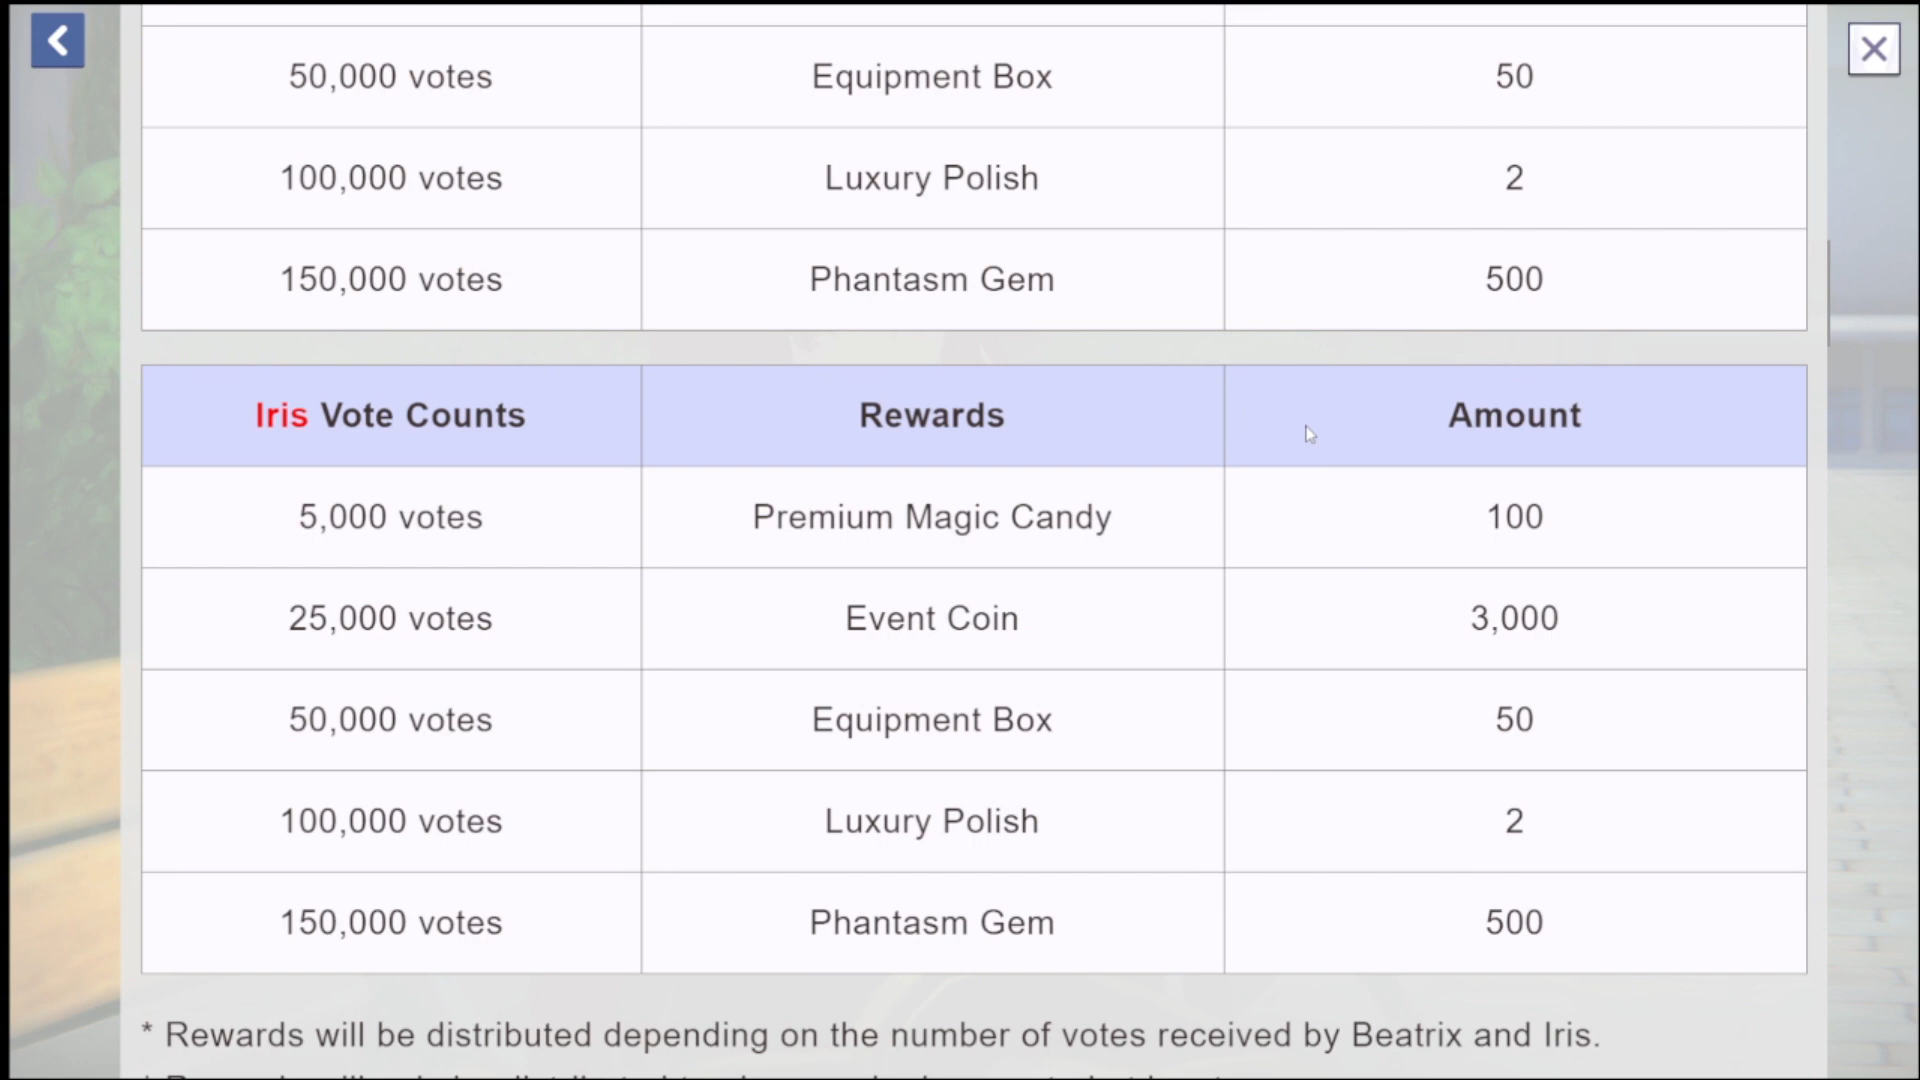 50,000 votes Equipment Box 50
100,000 votes Luxury Polish 2
150,000 votes Phantasm Gem 500
Iris Vote Counts Rewards Amount
5,000 votes Premium Magic Candy 100
25,000 votes Event Coin 3,000
50,000 votes Equipment Box 50
100,000 votes Luxury Polish 2
150,000 votes Phantasm Gem 500
* Rewards will be distributed depending on the number of votes received by Beatrix and Iris.